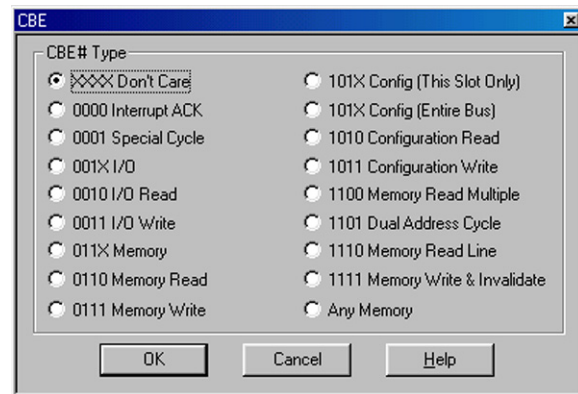 CBE
CBE# Type
XXXX Don't Care
0000 Interrupt ACK
0001 Special Cycle
001X I/O
0010 I/O Read
0011 I/O Write
011X Memory
0110 Memory Read
0111 Memory Write
101X Config (This Slot Only)
101X Config (Entire Bus)
1010 Configuration Read
1011 Configuration Write
1100 Memory Read Multiple
1101 Dual Address Cycle
1110 Memory Read Line
1111 Memory Write & Invalidate
Any Memory
OK
Cancel
Help